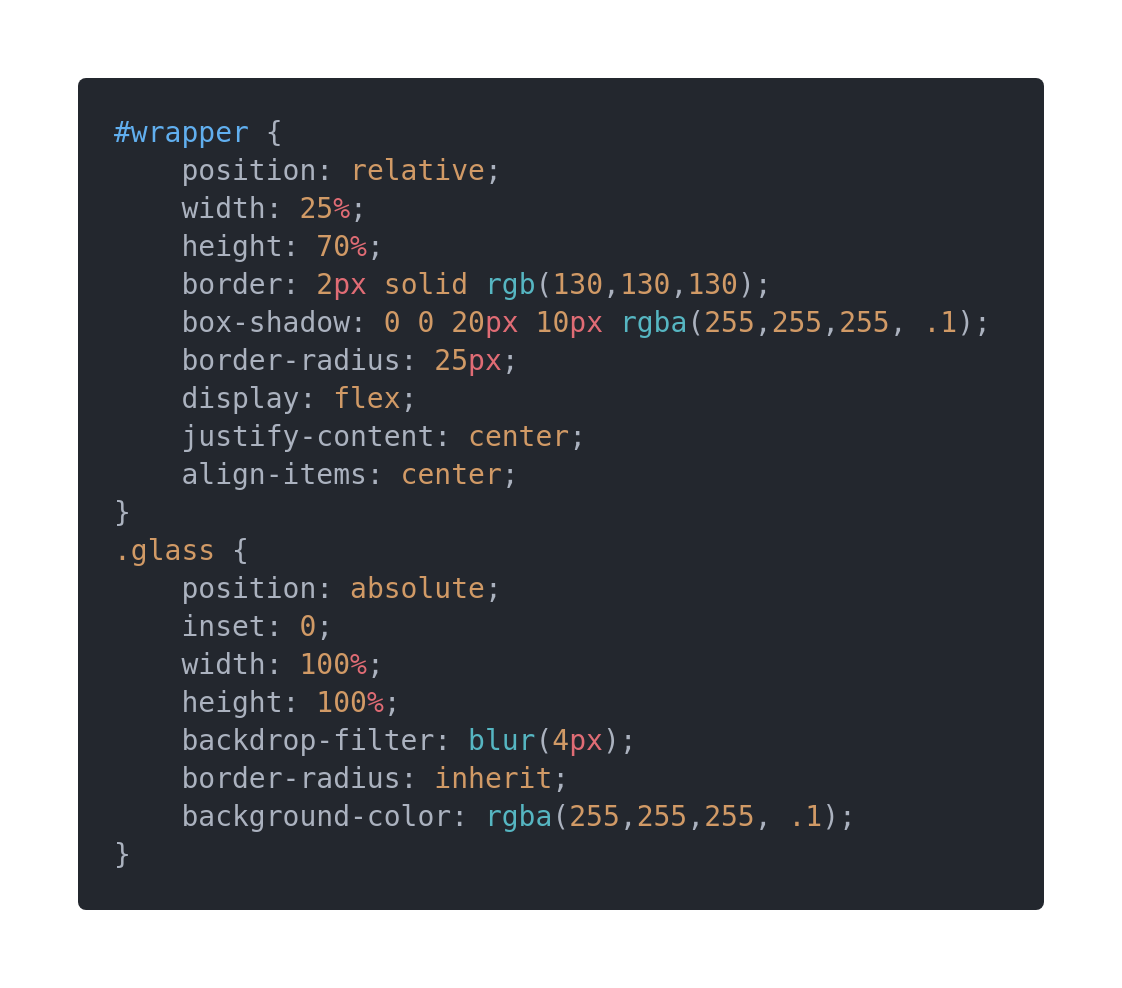 #wrapper {
    position: relative;
    width: 25%;
    height: 70%;
    border: 2px solid rgb(130,130,130);
    box-shadow: 0 0 20px 10px rgba(255,255,255, .1);
    border-radius: 25px;
    display: flex;
    justify-content: center;
    align-items: center;
}
.glass {
    position: absolute;
    inset: 0;
    width: 100%;
    height: 100%;
    backdrop-filter: blur(4px);
    border-radius: inherit;
    background-color: rgba(255,255,255, .1);
}